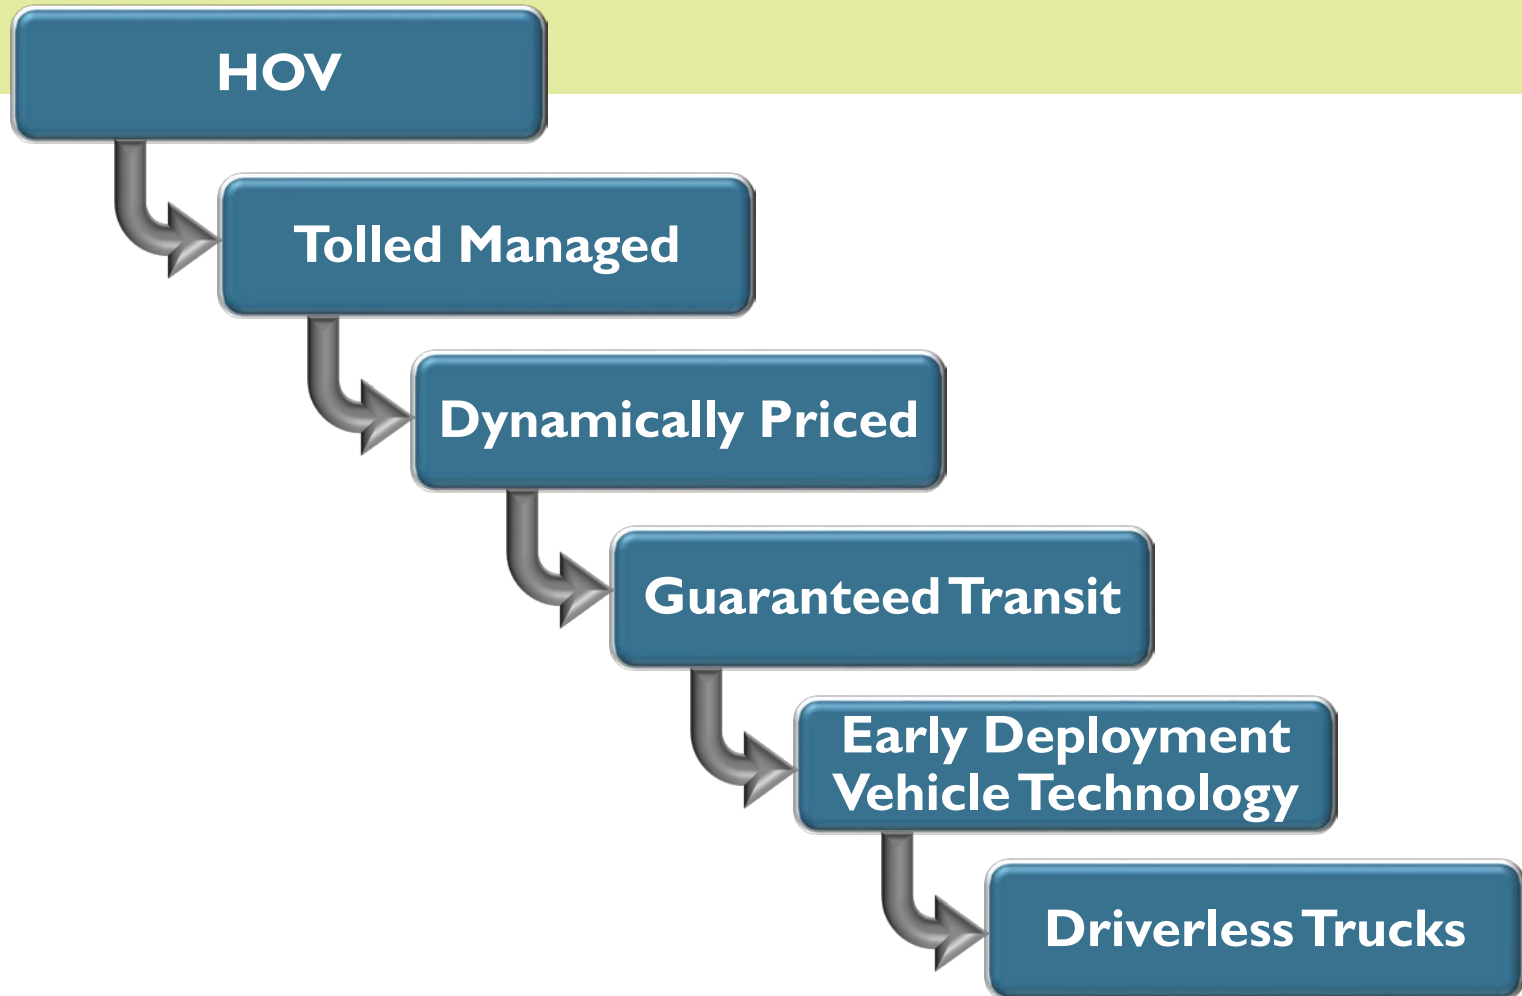 HOV
Tolled Managed
Dynamically Priced
Guaranteed Transit
Early Deployment
Vehicle Technology
Driverless Trucks